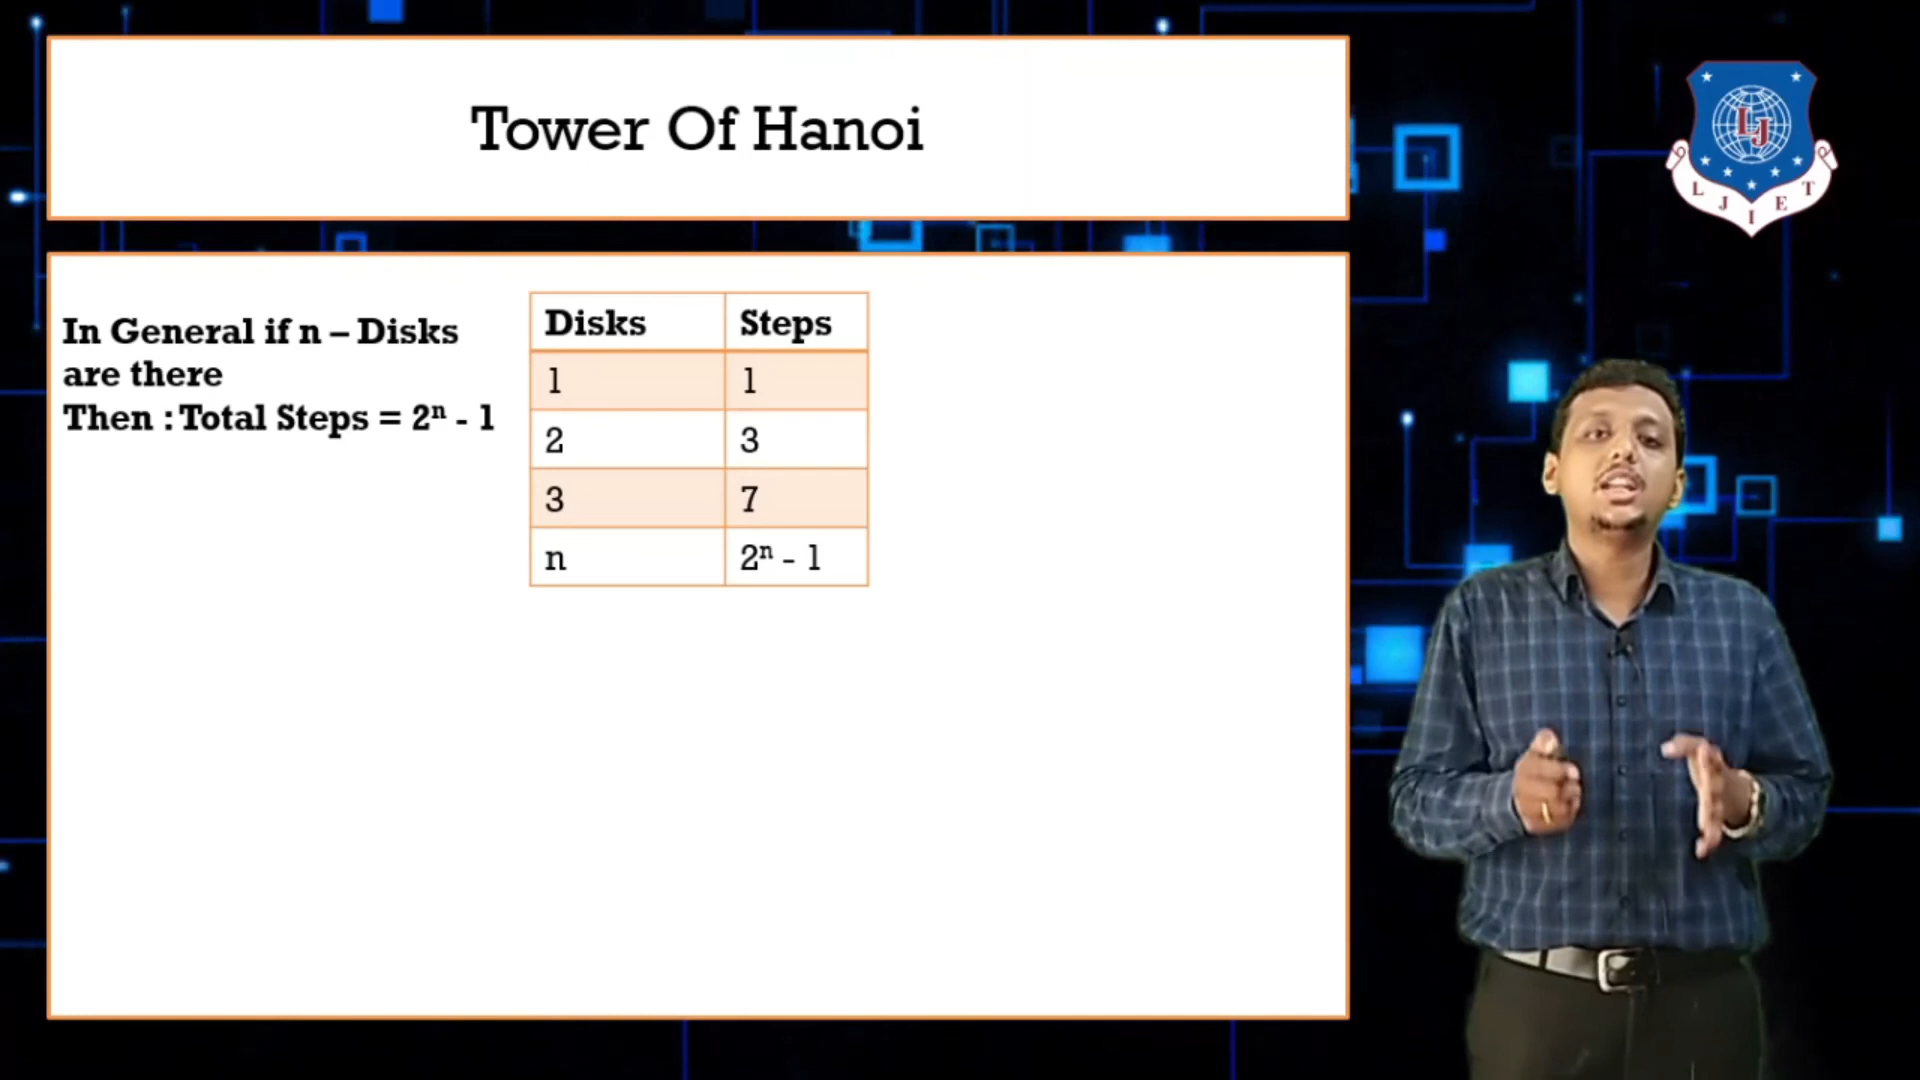 Tower Of Hanoi
LJ
L J I E T
In General if n – Disks
are there
Then : Total Steps = 2ⁿ - 1
Disks Steps
1 1
2 3
3 7
n 2ⁿ - 1